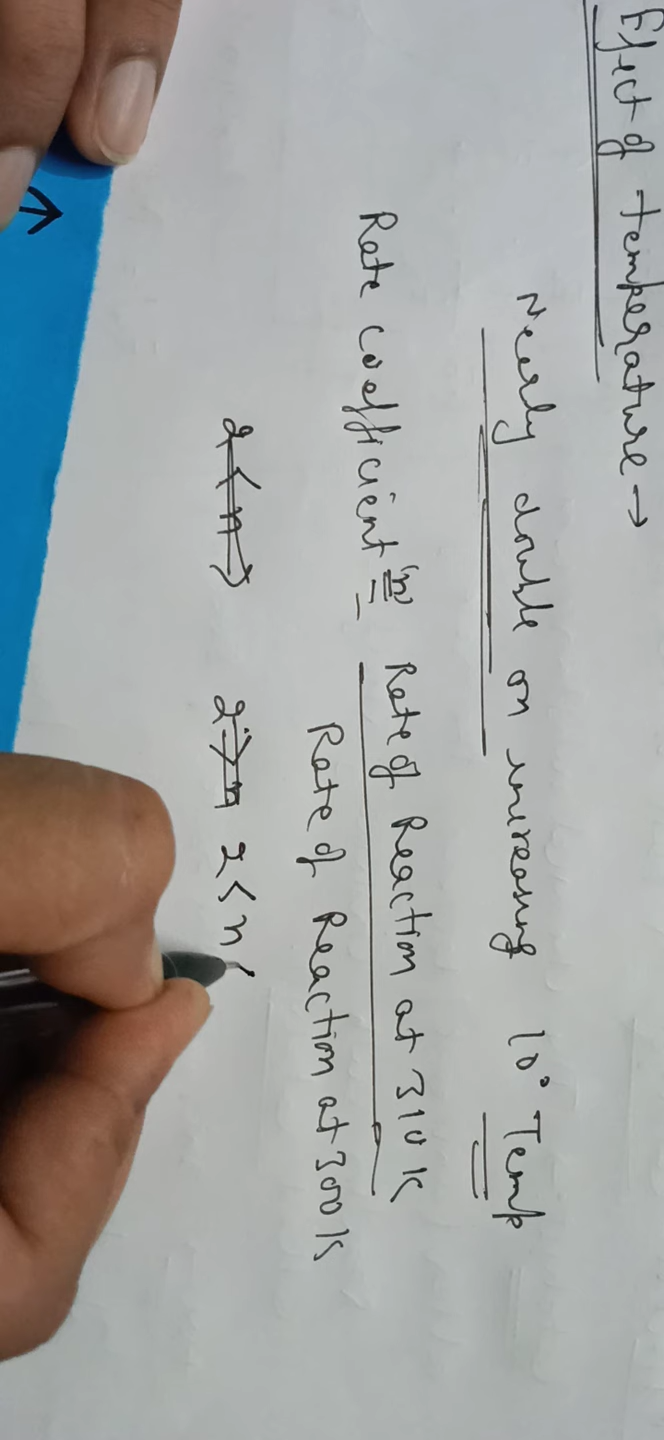 Effect of temperature →
Nearly double on increasing 10° Temp
Rate coefficient 'n' = Rate of Reaction at 310 K
Rate of Reaction at 300 K
2 < n 2 > n 2 < n <
→